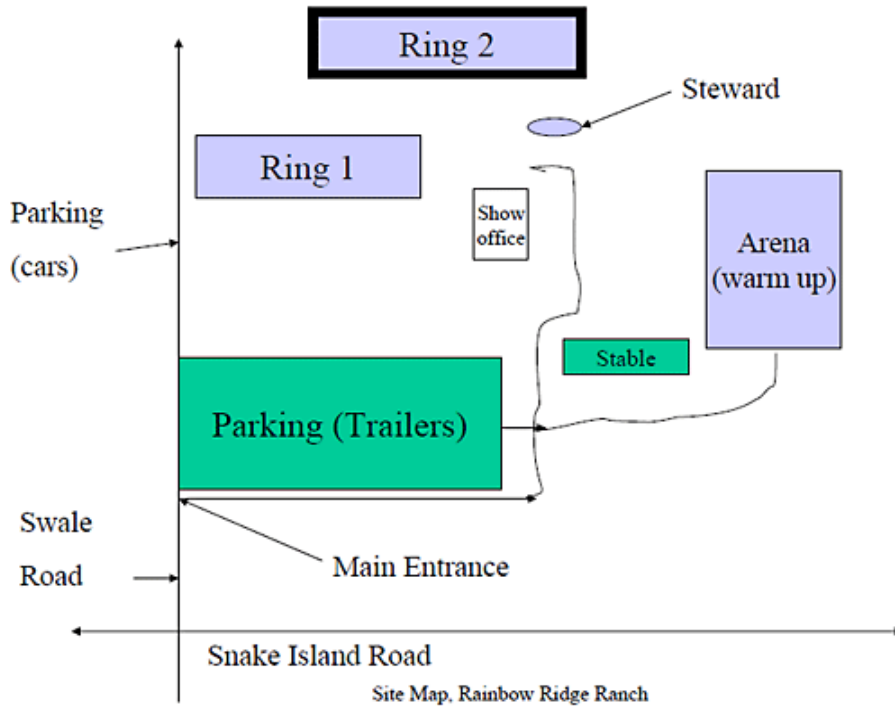 Ring 2
Steward
Ring 1
Parking
(cars)
Show
office
Arena
(warm up)
Stable
Parking (Trailers)
Swale
Road
Main Entrance
Snake Island Road
Site Map, Rainbow Ridge Ranch